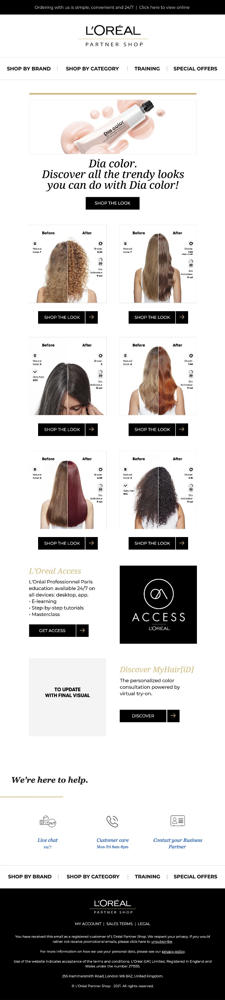 Ordering with us is simple, convenient and 24/7 | Click here to view online
L'ORÉAL
PARTNER SHOP
SHOP BY BRAND | SHOP BY CATEGORY | TRAINING | SPECIAL OFFERS
Dia color
Dia color.
Discover all the trendy looks
you can do with Dia color!
SHOP THE LOOK
Before After
Natural
base: 7
Shade:
8.34
20
Dia
Activateur
9 vol
Before After
Natural
base: 7
Shade:
7.23
20
Dia
Activateur
9 vol
SHOP THE LOOK →
SHOP THE LOOK →
Before After
Natural
base: 5
Grey hair:
50%
Shade:
5
20
Dia
Activateur
15 vol
Before After
Natural
base: 6
Shade:
7.44
20
Dia
Activateur
9 vol
SHOP THE LOOK →
SHOP THE LOOK →
Before After
Natural
base: 6
Shade:
6.60
20
Dia
Activateur
9 vol
Before After
Natural
base: 4
Grey hair:
15%
Shade:
4.15
20
Dia
Activateur
9 vol
SHOP THE LOOK →
SHOP THE LOOK →
L'Oreal Access
L'Oréal Professionnel Paris
education available 24/7 on
all devices: desktop, app.
• E-learning
• Step-by-step tutorials
• Masterclass
GET ACCESS →
ACCESS
L'ORÉAL
TO UPDATE
WITH FINAL VISUAL
Discover MyHair[iD]
The personalized color
consultation powered by
virtual try-on.
DISCOVER →
We're here to help.
24/7
Live chat
24/7
Customer care
Mon-Fri 8am-8pm
Contact your Business
Partner
SHOP BY BRAND | SHOP BY CATEGORY | TRAINING | SPECIAL OFFERS
L'ORÉAL
PARTNER SHOP
MY ACCOUNT | SALES TERMS | LEGAL
You have received this email as a registered customer of L'Oréal Partner Shop. We respect your privacy. If you would
rather not receive promotional emails, please click here to unsubscribe.
For more information on how we use your personal data, please see our privacy policy.
Use of the website indicates acceptance of the terms and conditions. L'Oréal (UK) Limited, Registered in England and
Wales under the number 271555.
255 Hammersmith Road, London W6 8AZ, United Kingdom.
© L'Oréal Partner Shop - 2021. All rights reserved.